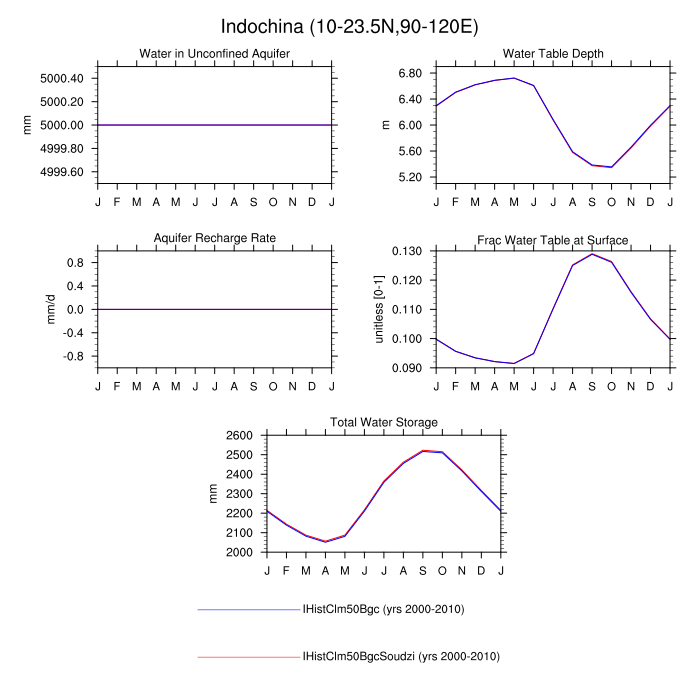 Indochina (10-23.5N,90-120E)
Water in Unconfined Aquifer
mm
5000.40
5000.20
5000.00
4999.80
4999.60
J F M A M J J A S O N D J
Water Table Depth
m
6.80
6.40
6.00
5.60
5.20
J F M A M J J A S O N D J
Aquifer Recharge Rate
mm/d
0.8
0.4
0.0
-0.4
-0.8
J F M A M J J A S O N D J
Frac Water Table at Surface
unitless [0-1]
0.130
0.120
0.110
0.100
0.090
J F M A M J J A S O N D J
Total Water Storage
mm
2600
2500
2400
2300
2200
2100
2000
J F M A M J J A S O N D J
IHistClm50Bgc (yrs 2000-2010)
IHistClm50BgcSoudzi (yrs 2000-2010)